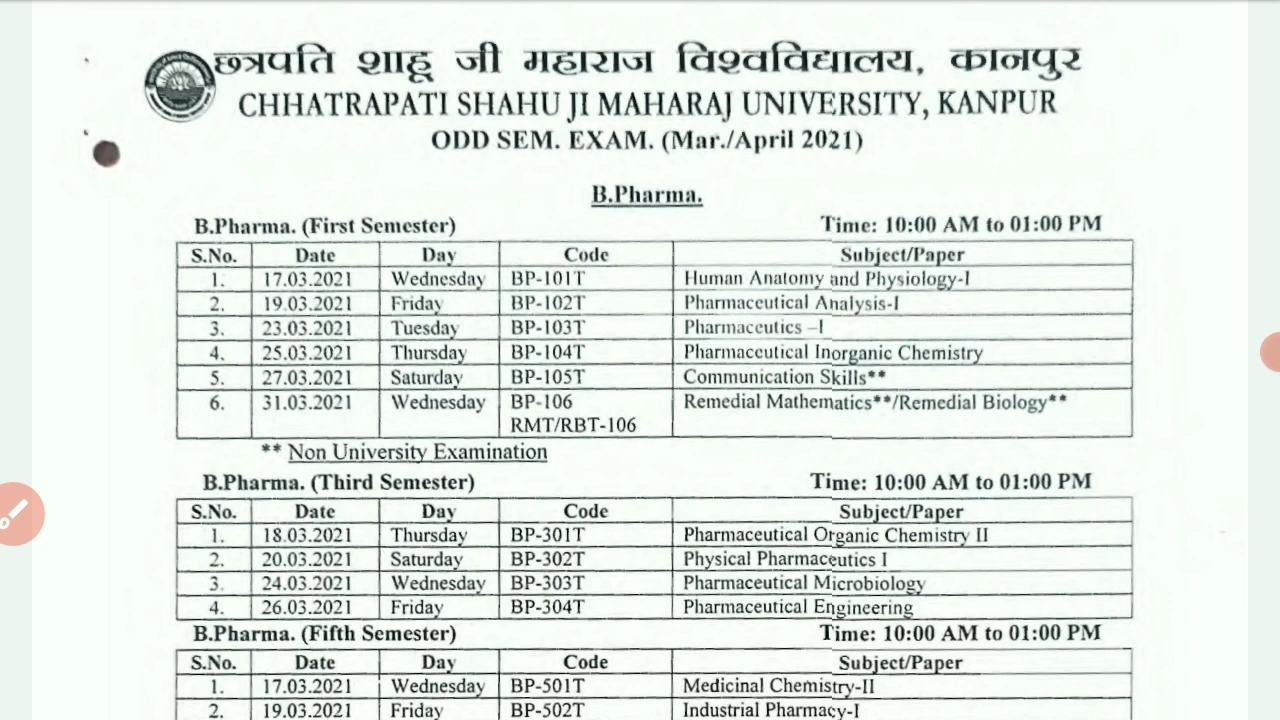 छत्रपति शाहू जी महाराज विश्वविद्यालय, कानपुर
CHHATRAPATI SHAHU JI MAHARAJ UNIVERSITY, KANPUR
ODD SEM. EXAM. (Mar./April 2021)
B.Pharma.
B.Pharma. (First Semester) Time: 10:00 AM to 01:00 PM
S.No. Date Day Code Subject/Paper
1. 17.03.2021 Wednesday BP-101T Human Anatomy and Physiology-I
2. 19.03.2021 Friday BP-102T Pharmaceutical Analysis-I
3. 23.03.2021 Tuesday BP-103T Pharmaceutics –I
4. 25.03.2021 Thursday BP-104T Pharmaceutical Inorganic Chemistry
5. 27.03.2021 Saturday BP-105T Communication Skills**
6. 31.03.2021 Wednesday BP-106 Remedial Mathematics**/Remedial Biology**
RMT/RBT-106
** Non University Examination
B.Pharma. (Third Semester) Time: 10:00 AM to 01:00 PM
S.No. Date Day Code Subject/Paper
1. 18.03.2021 Thursday BP-301T Pharmaceutical Organic Chemistry II
2. 20.03.2021 Saturday BP-302T Physical Pharmaceutics I
3. 24.03.2021 Wednesday BP-303T Pharmaceutical Microbiology
4. 26.03.2021 Friday BP-304T Pharmaceutical Engineering
B.Pharma. (Fifth Semester) Time: 10:00 AM to 01:00 PM
S.No. Date Day Code Subject/Paper
1. 17.03.2021 Wednesday BP-501T Medicinal Chemistry-II
2. 19.03.2021 Friday BP-502T Industrial Pharmacy-I